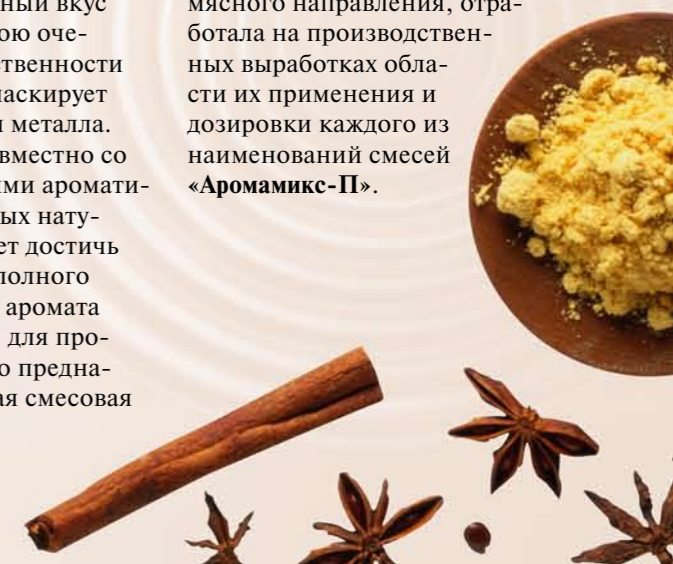 ный вкус
ою оче-
твенности
аскирует
и металла.
вместно со
ми аромати-
ых нату-
ет достичь
полного
аромата
для про-
о предна-
ая смесовая
мясного направления, отра-
ботала на производствен-
ных выработках обла-
сти их применения и
дозировки каждого из
наименований смесей
«Аромамикс-П».